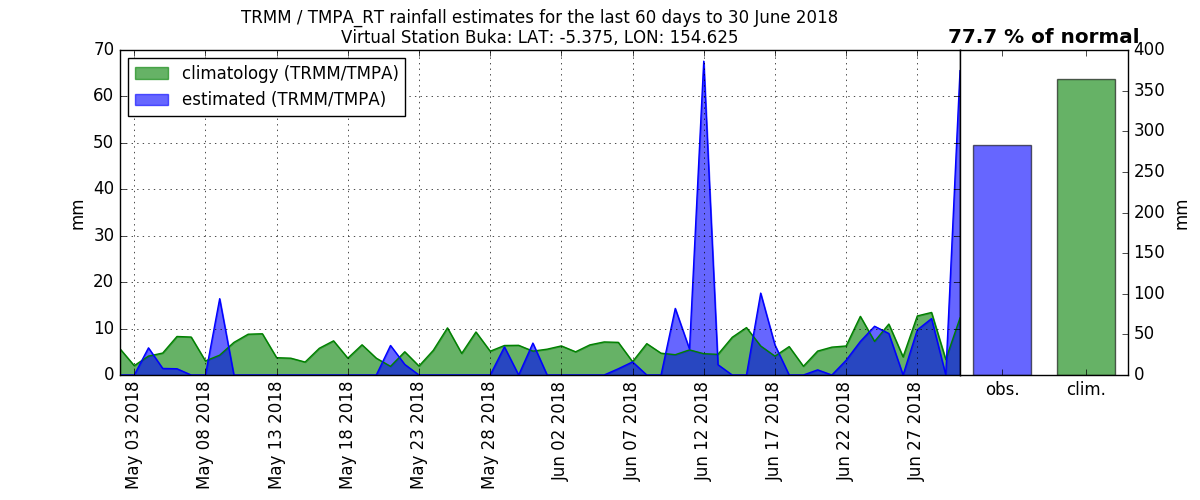 TRMM / TMPA_RT rainfall estimates for the last 60 days to 30 June 2018
Virtual Station Buka: LAT: -5.375, LON: 154.625
77.7 % of normal
climatology (TRMM/TMPA)
estimated (TRMM/TMPA)
70
60
50
40
30
20
10
0
mm
May 03 2018
May 08 2018
May 13 2018
May 18 2018
May 23 2018
May 28 2018
Jun 02 2018
Jun 07 2018
Jun 12 2018
Jun 17 2018
Jun 22 2018
Jun 27 2018
obs.
clim.
400
350
300
250
200
150
100
50
0
mm